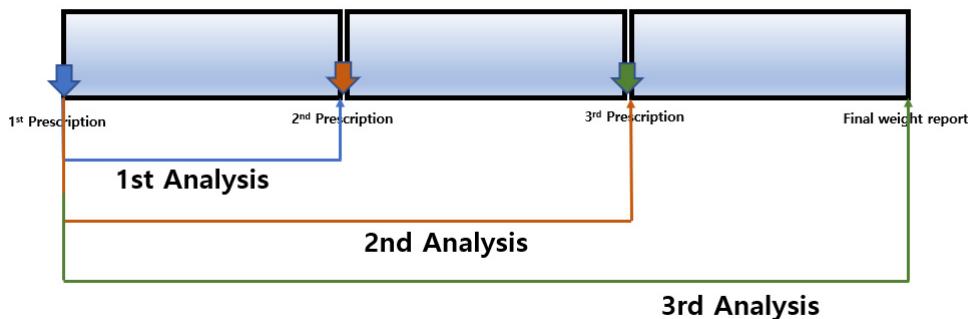 1st Prescription
2nd Prescription
3rd Prescription
Final weight report
1st Analysis
2nd Analysis
3rd Analysis